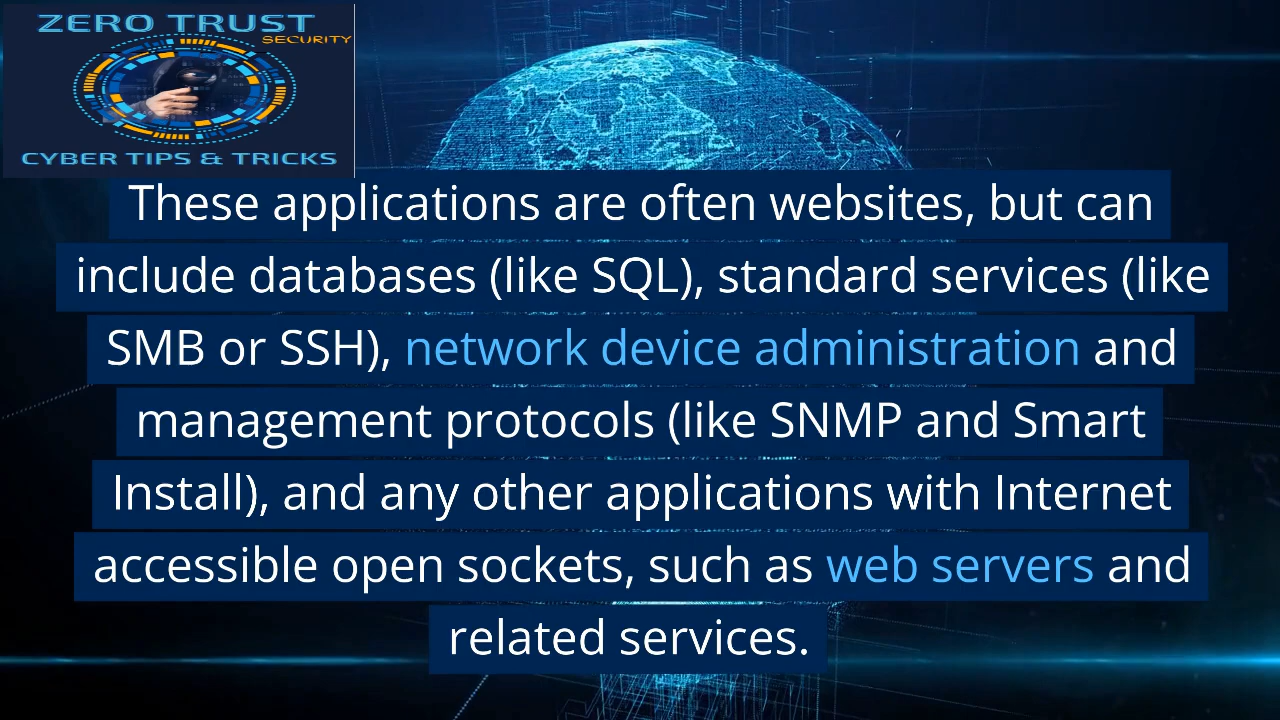 ZERO TRUST
SECURITY
CYBER TIPS & TRICKS
These applications are often websites, but can
include databases (like SQL), standard services (like
SMB or SSH), network device administration and
management protocols (like SNMP and Smart
Install), and any other applications with Internet
accessible open sockets, such as web servers and
related services.